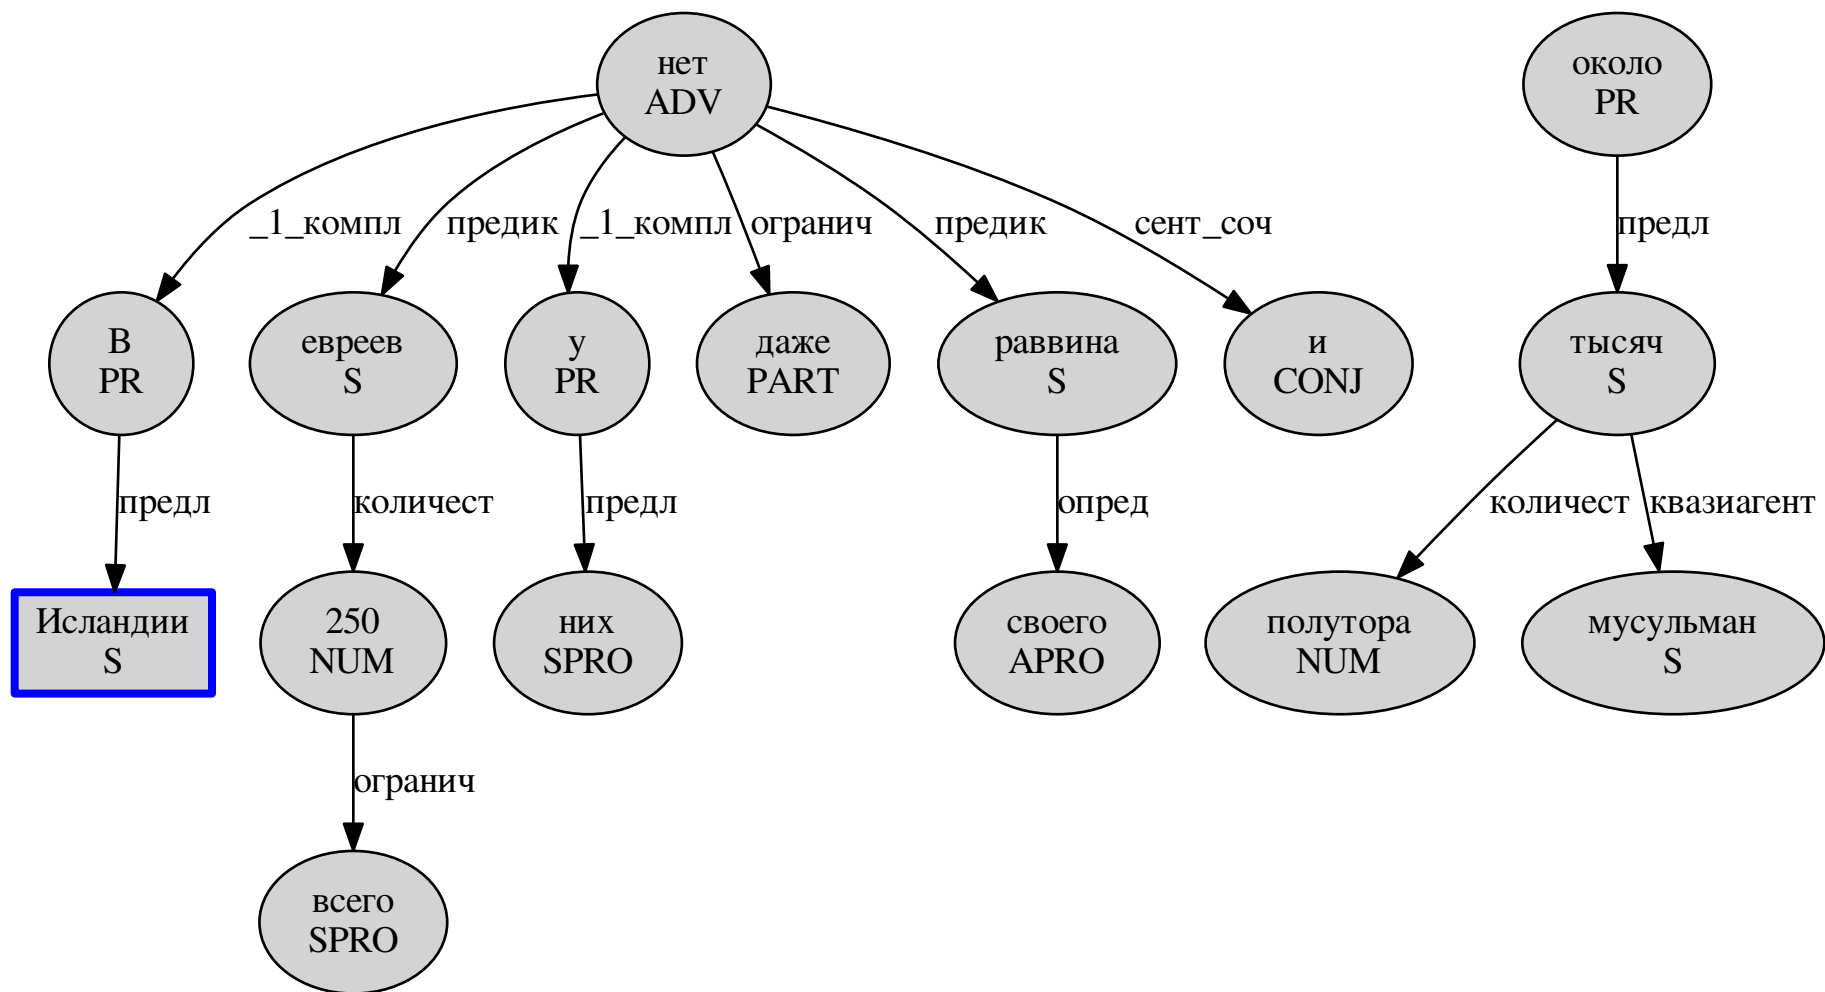 нет
ADV
около
PR
_1_компл
предик
_1_компл
огранич
предик
сент_соч
предл
В
PR
евреев
S
у
PR
даже
PART
раввина
S
и
CONJ
тысяч
S
предл
количест
предл
опред
количест
квазиагент
Исландии
S
250
NUM
них
SPRO
своего
APRO
полутора
NUM
мусульман
S
огранич
всего
SPRO